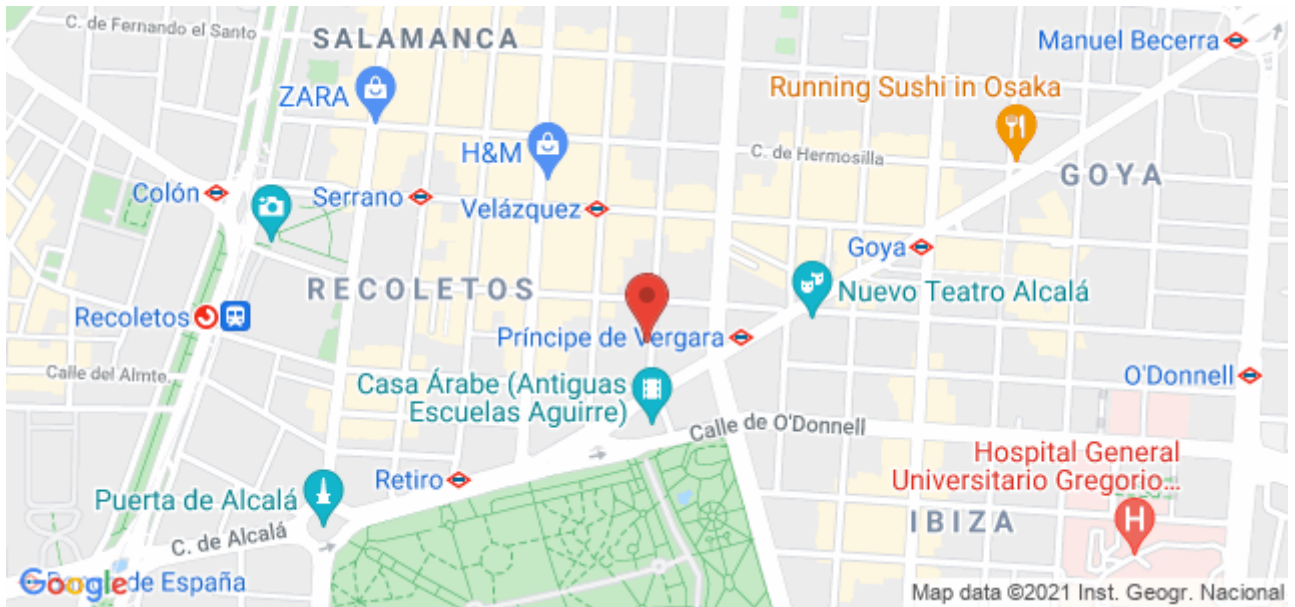 C. de Fernando el Santo
SALAMANCA
Manuel Becerra
ZARA
Running Sushi in Osaka
H&M
C. de Hermosilla
GOYA
Colón
Serrano
Velázquez
Goya
RECOLETOS
Nuevo Teatro Alcalá
Recoletos
Príncipe de Vergara
Calle del Almte.
Casa Árabe (Antiguas
Escuelas Aguirre)
O'Donnell
Calle de O'Donnell
Retiro
Hospital General
Universitario Gregorio...
Puerta de Alcalá
H
IBIZA
C. de Alcalá
Google
de España
Map data ©2021 Inst. Geogr. Nacional